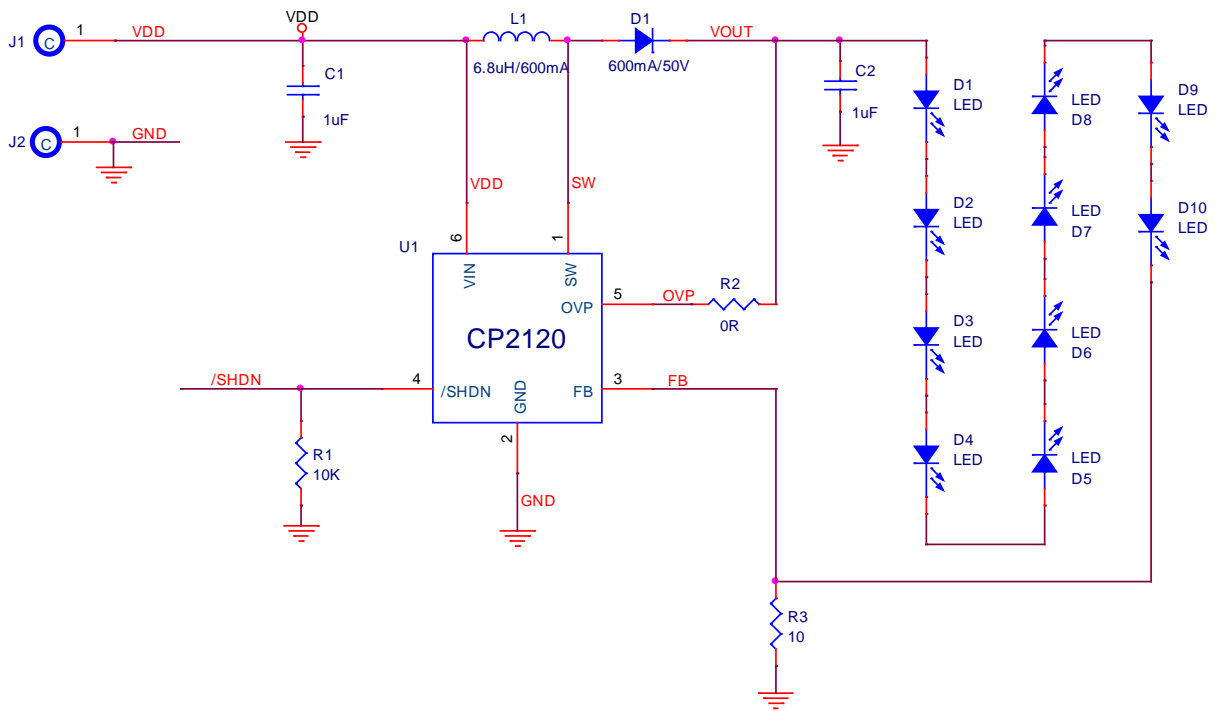 J1
C
1
VDD
VDD
C1
1uF
L1
6.8uH/600mA
D1
600mA/50V
VOUT
C2
1uF
J2
C
1
GND
D1
LED
D2
LED
D3
LED
D4
LED
LED
D8
LED
D7
LED
D6
LED
D5
D9
LED
D10
LED
VDD
SW
6
1
U1
VIN
SW
OVP
5
OVP
R2
0R
CP2120
/SHDN
4
/SHDN
GND
FB
3
FB
2
GND
R1
10K
R3
10